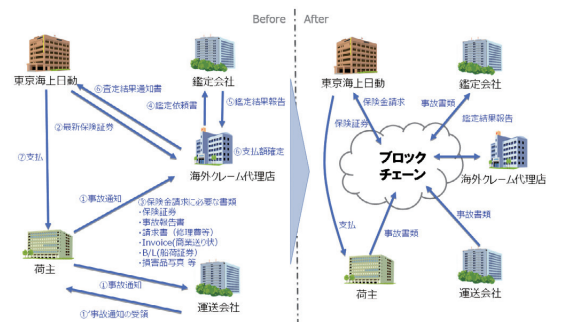 Before
After
東京海上日動
鑑定会社
⑥査定結果通知書
④鑑定依頼書
⑤鑑定結果報告
②最新保険証券
⑥支払額確定
⑦支払
海外クレーム代理店
①事故通知
③保険金請求に必要な書類
・保険証券
・事故報告書
・請求書（修理費等）
・Invoice(商業送り状)
・B/L(船荷証券)
・損害品写真 等
荷主
①事故通知
運送会社
①'事故通知の受領
東京海上日動
鑑定会社
保険金請求
事故書類
保険証券
鑑定結果報告
ブロック
チェーン
海外クレーム代理店
事故書類
支払
事故書類
荷主
運送会社